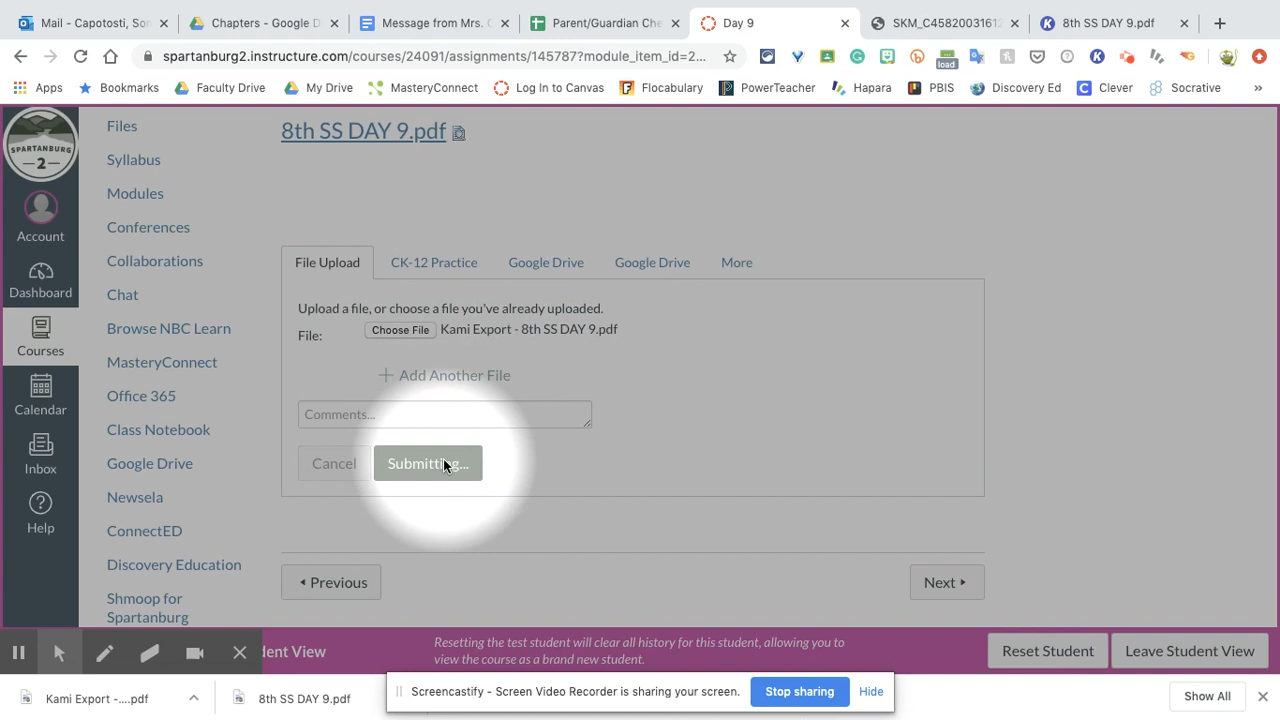 Mail - Capotosti, Son
Chapters - Google D
Message from Mrs. C
Parent/Guardian Che
Day 9
SKM_C45820031612
8th SS DAY 9.pdf
spartanburg2.instructure.com/courses/24091/assignments/145787?module_item_id=2...
load
Apps
Bookmarks
Faculty Drive
My Drive
MasteryConnect
Log In to Canvas
Flocabulary
PowerTeacher
Hapara
PBIS
Discovery Ed
Clever
Socrative
»
SPARTANBURG
2
Account
Dashboard
Courses
Calendar
Inbox
Help
Files
Syllabus
Modules
Conferences
Collaborations
Chat
Browse NBC Learn
MasteryConnect
Office 365
Class Notebook
Google Drive
Newsela
ConnectED
Discovery Education
Shmoop for
Spartanburg
8th SS DAY 9.pdf
File Upload
CK-12 Practice
Google Drive
Google Drive
More
Upload a file, or choose a file you've already uploaded.
File:
Choose File
Kami Export - 8th SS DAY 9.pdf
Add Another File
Comments...
Cancel
Submitting...
Previous
Next
dent View
Resetting the test student will clear all history for this student, allowing you to
view the course as a brand new student.
Reset Student
Leave Student View
Kami Export -....pdf
8th SS DAY 9.pdf
Screencastify - Screen Video Recorder is sharing your screen.
Stop sharing
Hide
Show All